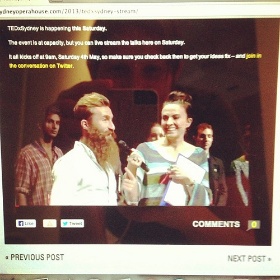 ydneyoperahouse.com/2013/tedxsydney-stream/
TEDxSydney is happening this Saturday.
The event is at capacity, but you can live stream the talks here on Saturday.
It all kicks off at 9am, Saturday 4th May, so make sure you check back then to get your ideas fix – and join in
the conversation on Twitter.
Like
Tweet
COMMENTS 0
« PREVIOUS POST
NEXT POST »